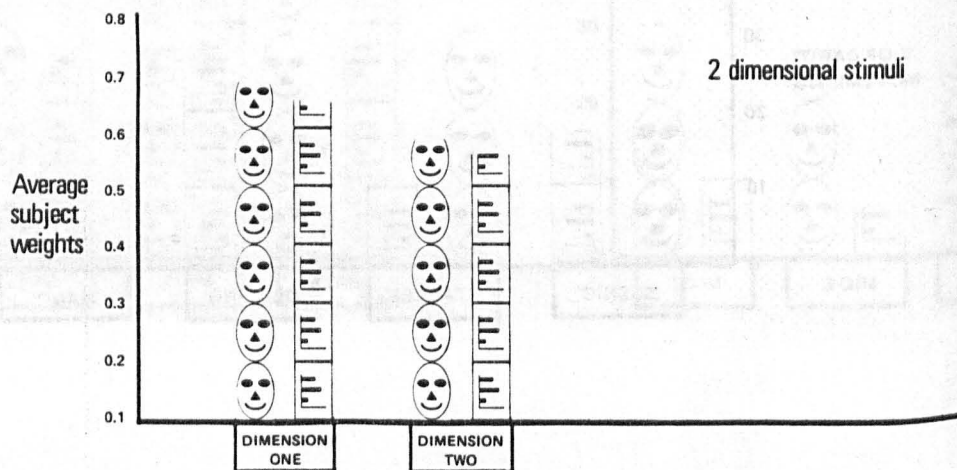 0.8
0.7
0.6
0.5
0.4
0.3
0.2
0.1
Average
subject
weights
2 dimensional stimuli
DIMENSION
ONE
DIMENSION
TWO